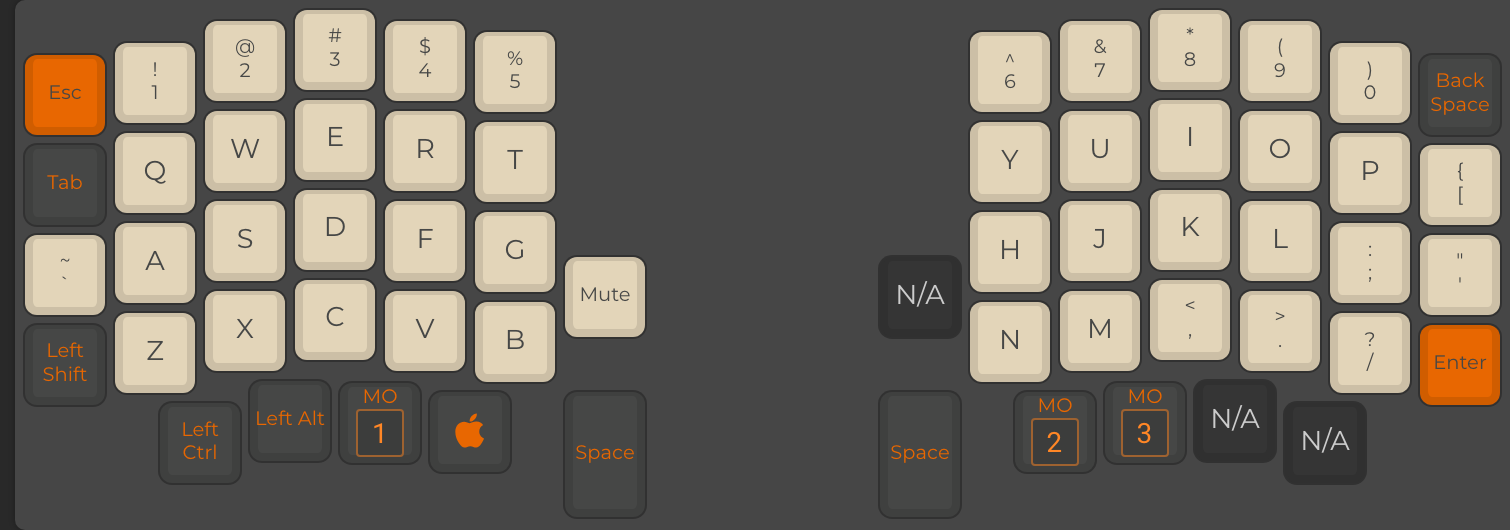 Esc
!
1
@
2
#
3
$
4
%
5
^
6
&
7
*
8
(
9
)
0
Back
Space
Tab
Q
W
E
R
T
Y
U
I
O
P
{
[
~
`
A
S
D
F
G
Mute
N/A
H
J
K
L
:
;
"
'
Left
Shift
Z
X
C
V
B
N
M
<
,
>
.
?
/
Enter
Left
Ctrl
Left Alt
MO
1
Space
Space
MO
2
MO
3
N/A
N/A